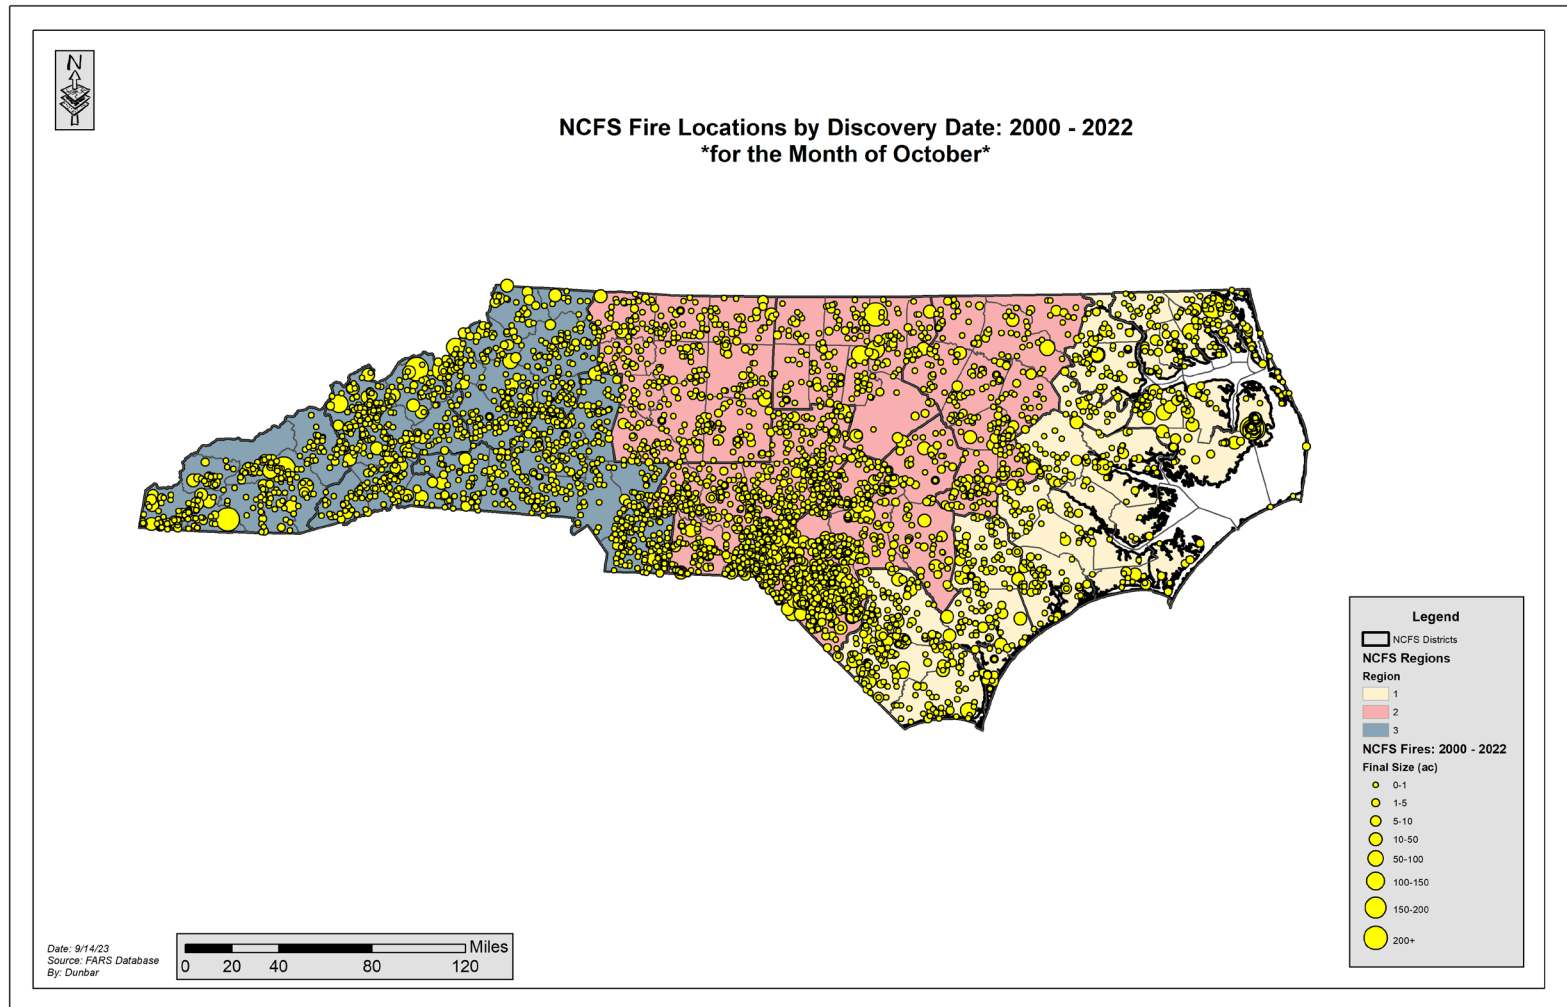 N
NCFS Fire Locations by Discovery Date: 2000 - 2022
*for the Month of October*
Legend
NCFS Districts
NCFS Regions
Region
1
2
3
NCFS Fires: 2000 - 2022
Final Size (ac)
0-1
1-5
5-10
10-50
50-100
100-150
150-200
200+
Date: 9/14/23
Source: FARS Database
By: Dunbar
Miles
0 20 40 80 120